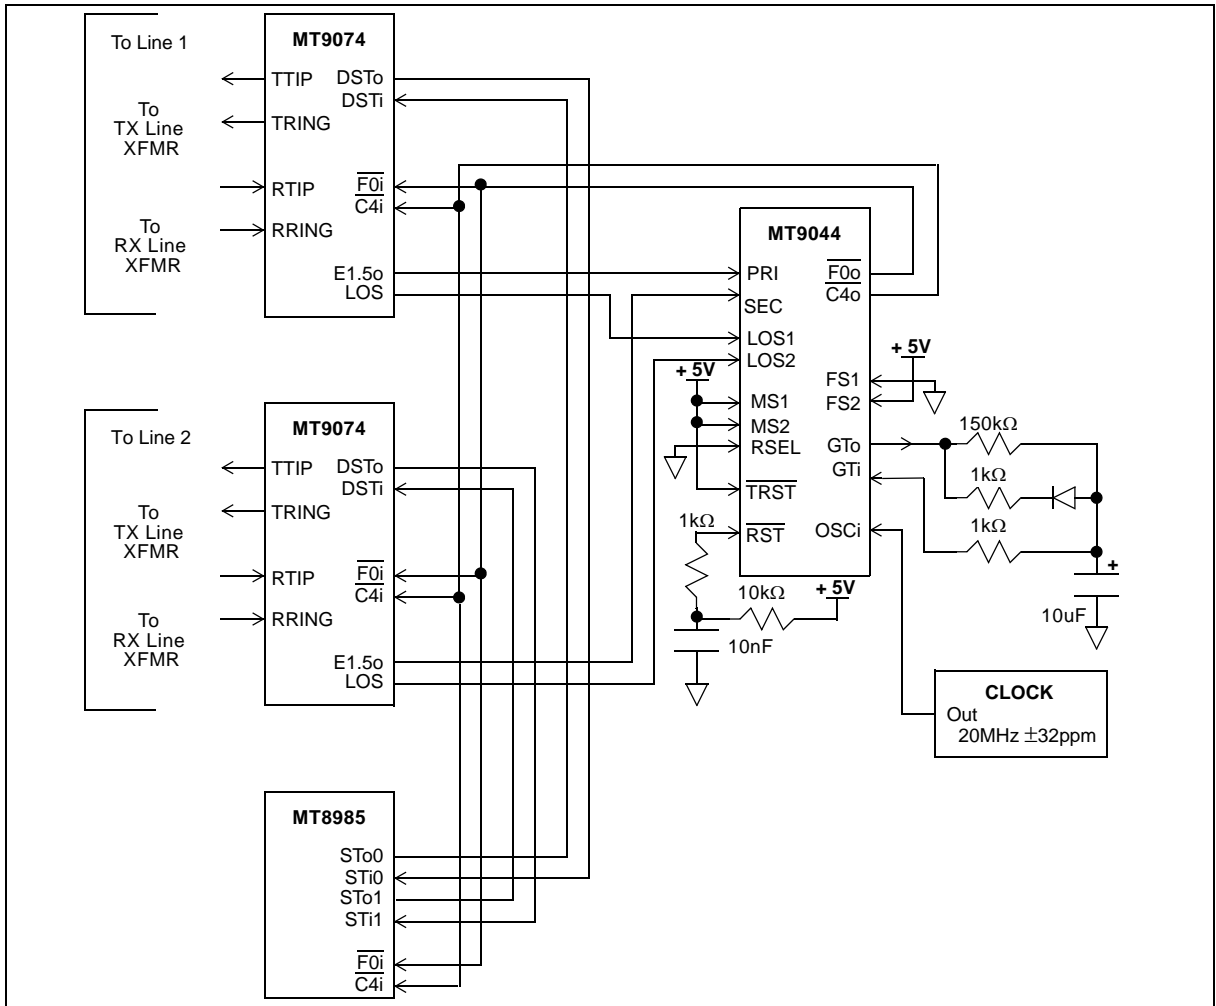 To Line 1
MT9074
TTIP DSTo
DSTi
To
TX Line
XFMR
TRING
RTIP F0i
C4i
To
RX Line
XFMR
RRING
E1.5o
LOS
MT9044
PRI F0o
SEC C4o
LOS1
LOS2
+ 5V
+ 5V
FS1
FS2
MS1
MS2
RSEL
GTo
150kΩ
GTi
1kΩ
TRST
1kΩ
RST
OSCi
1kΩ
10kΩ
+ 5V
10nF
+
10uF
CLOCK
Out
20MHz ±32ppm
To Line 2
MT9074
TTIP DSTo
DSTi
To
TX Line
XFMR
TRING
RTIP F0i
C4i
To
RX Line
XFMR
RRING
E1.5o
LOS
MT8985
STo0
STi0
STo1
STi1
F0i
C4i